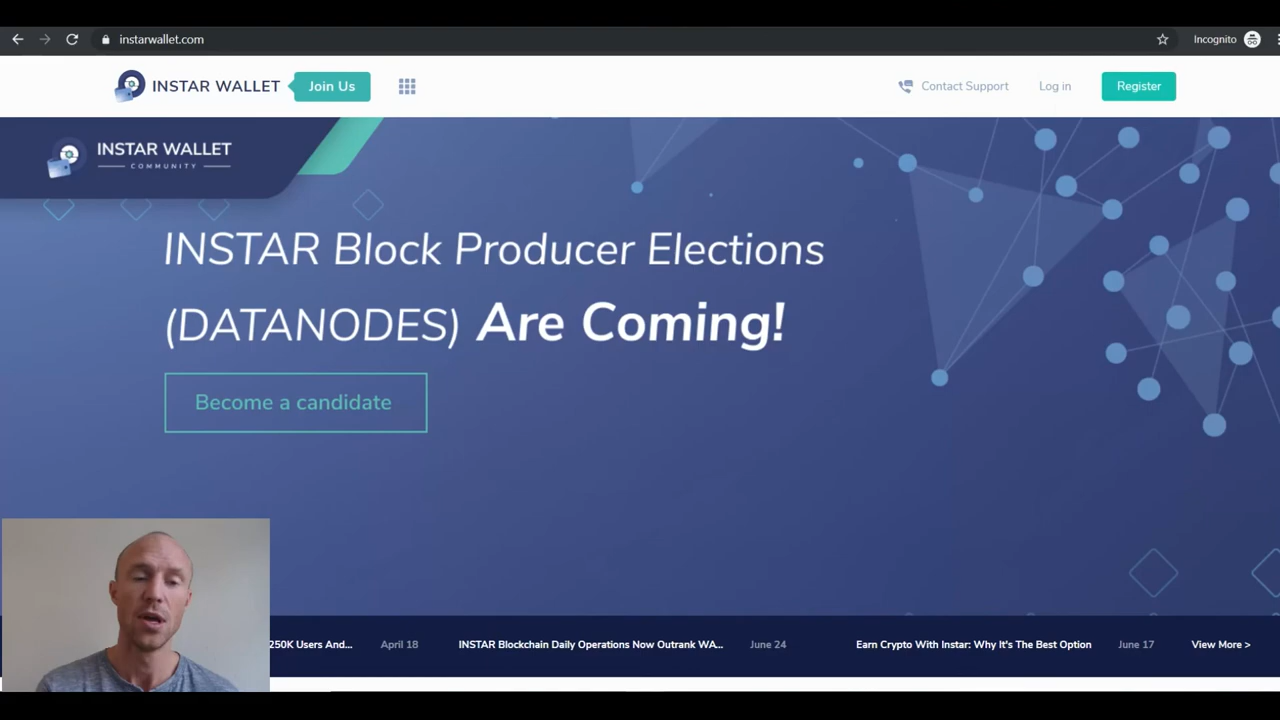 instarwallet.com
Incognito
INSTAR WALLET
Join Us
Contact Support
Log in
Register
INSTAR WALLET
COMMUNITY
INSTAR Block Producer Elections
(DATANODES) Are Coming!
Become a candidate
250K Users And... April 18
INSTAR Blockchain Daily Operations Now Outrank WA... June 24
Earn Crypto With Instar: Why It's The Best Option June 17
View More >